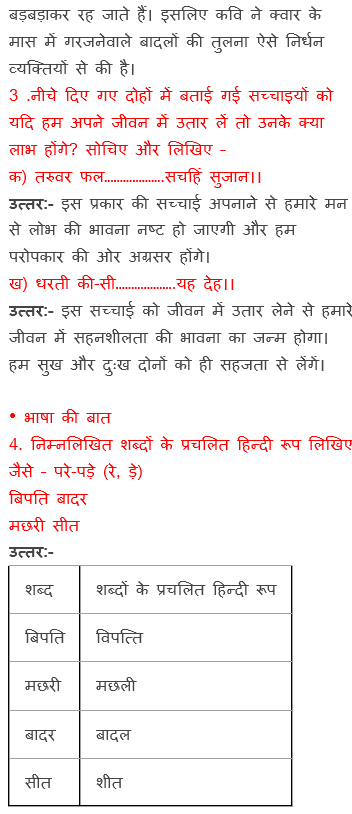 बड़बड़ाकर रह जाते हैं। इसलिए कवि ने क्वार के
मास में गरजनेवाले बादलों की तुलना ऐसे निर्धन
व्यक्तियों से की है।
3 .नीचे दिए गए दोहों में बताई गई सच्चाइयों को
यदि हम अपने जीवन में उतार लें तो उनके क्या
लाभ होंगे? सोचिए और लिखिए -
क) तरुवर फल...................सचहिं सुजान।।
उत्तर:- इस प्रकार की सच्चाई अपनाने से हमारे मन
से लोभ की भावना नष्ट हो जाएगी और हम
परोपकार की ओर अग्रसर होंगे।
ख) धरती की-सी...................यह देह।।
उत्तर:- इस सच्चाई को जीवन में उतार लेने से हमारे
जीवन में सहनशीलता की भावना का जन्म होगा।
हम सुख और दुःख दोनों को ही सहजता से लेंगें।
• भाषा की बात
4. निम्नलिखित शब्दों के प्रचलित हिन्दी रूप लिखिए
जैसे - परे-पड़े (रे, ड़े)
बिपति बादर
मछरी सीत
उत्तर:-
शब्द शब्दों के प्रचलित हिन्दी रूप
बिपति विपत्ति
मछरी मछली
बादर बादल
सीत शीत